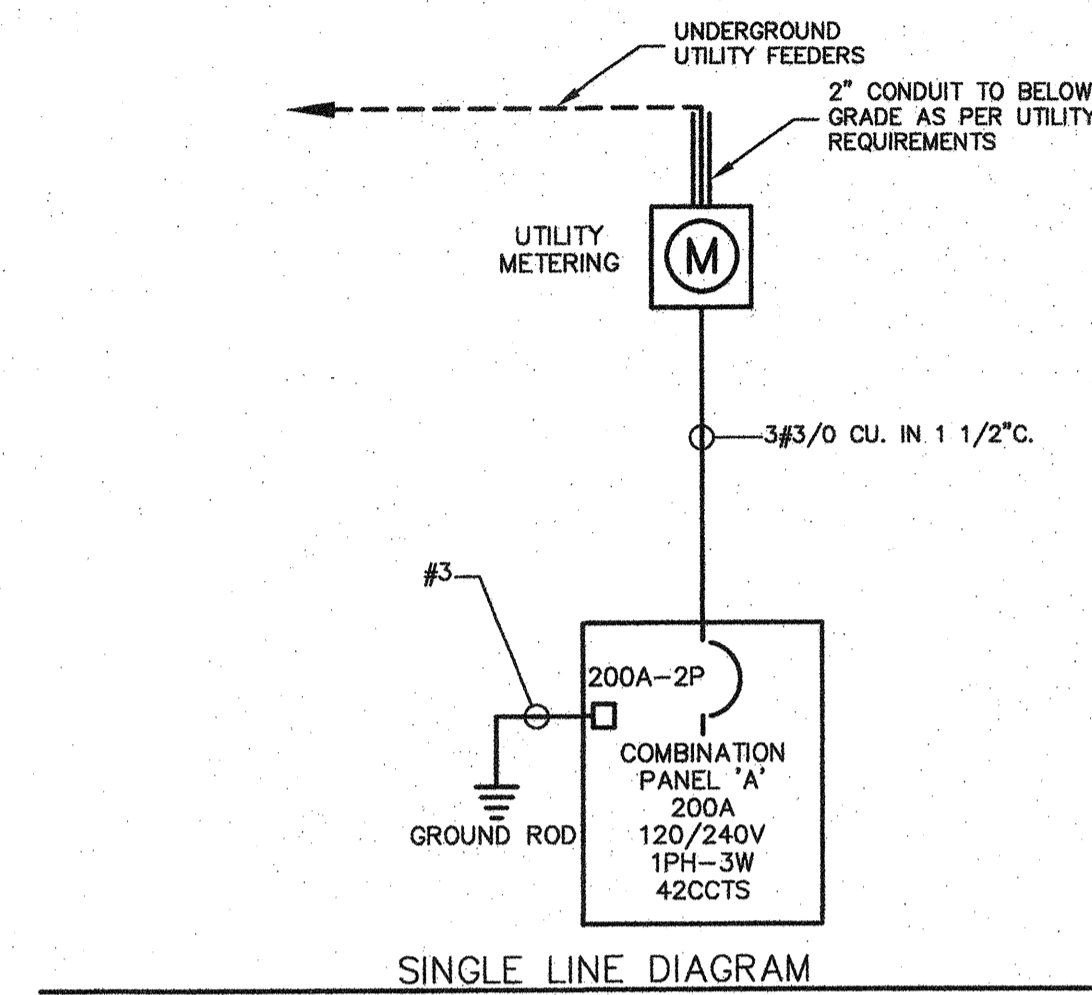 UNDERGROUND
UTILITY FEEDERS
2" CONDUIT TO BELOW
GRADE AS PER UTILITY
REQUIREMENTS
UTILITY
METERING
M
3#3/0 CU. IN 1 1/2"C.
#3
200A-2P
COMBINATION
PANEL 'A'
200A
120/240V
1PH-3W
42CCTS
GROUND ROD
SINGLE LINE DIAGRAM